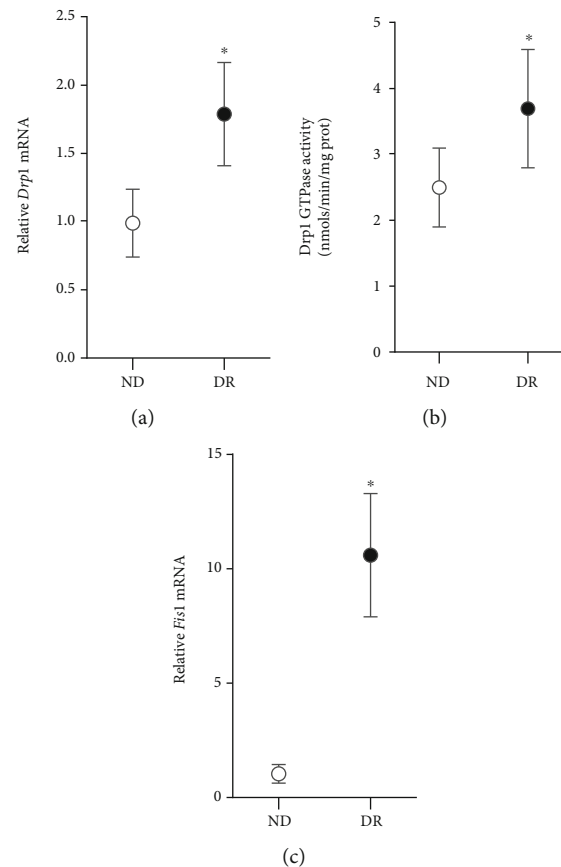 Relative Drp1 mRNA
2.5
2.0
1.5
1.0
0.5
0.0
*
ND
DR
(a)
Drp1 GTPase activity
(nmols/min/mg prot)
5
4
3
2
1
0
*
ND
DR
(b)
Relative Fis1 mRNA
15
10
5
0
*
ND
DR
(c)